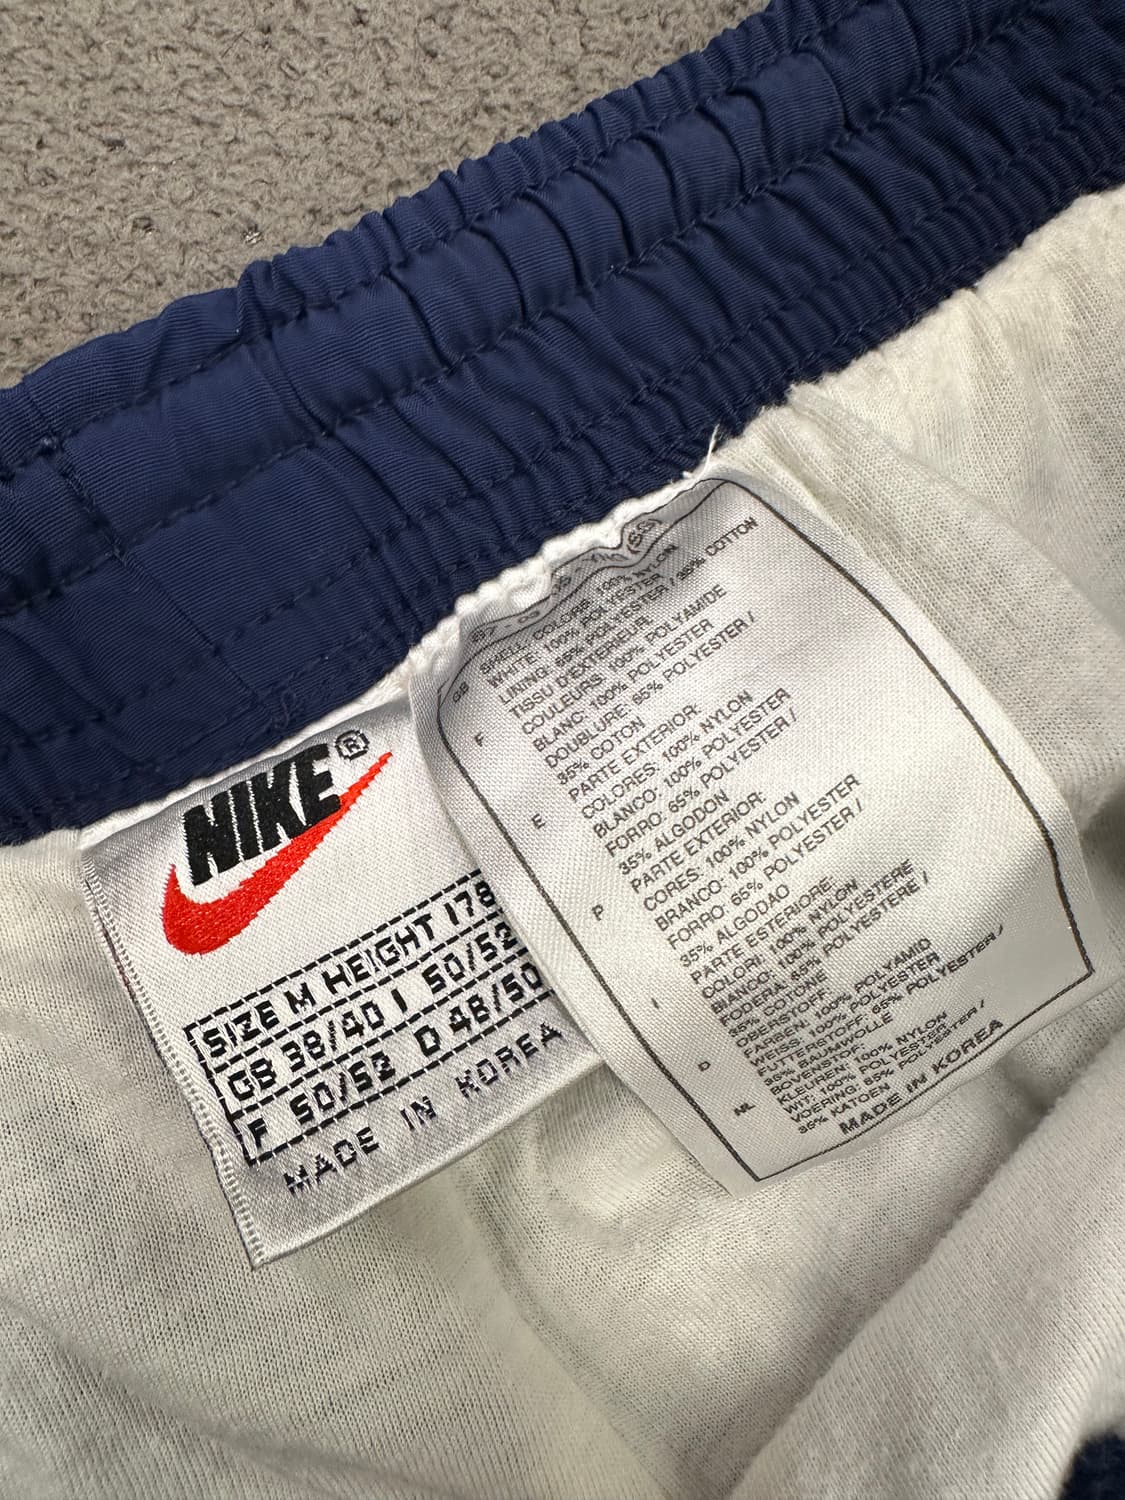 NIKE®
SIZE M HEIGHT 178
GB 38/40 I 50/52
F 50/52 D 48/50
MADE IN KOREA
(SS)
GB SHELL: COLORS: 100% NYLON
WHITE: 100% POLYESTER
LINING: 65% POLYESTER / 35% COTTON
F TISSU D'EXTERIEUR:
COULEURS: 100% POLYAMIDE
BLANC: 100% POLYESTER
DOUBLURE: 65% POLYESTER /
35% COTON
E PARTE EXTERIOR:
COLORES: 100% NYLON
BLANCO: 100% POLYESTER
FORRO: 65% POLYESTER /
35% ALGODON
P PARTE EXTERIOR:
CORES: 100% NYLON
BRANCO: 100% POLYESTER
FORRO: 65% POLYESTER /
35% ALGODAO
I PARTE ESTERIORE:
COLORI: 100% NYLON
BIANCO: 100% POLYESTERE
FODERIA: 65% POLYESTERE /
35% COTONE
D OBERSTOFF:
FARBEN: 100% POLYAMID
WEISS: 100% POLYESTER
FUTTERSTOFF: 65% POLYESTER /
35% BAUMWOLLE
NL BOVENSTOF:
KLEUREN: 100% NYLON
WIT: 100% POLYESTER
VOERING: 65% POLYESTER /
35% KATOEN
MADE IN KOREA